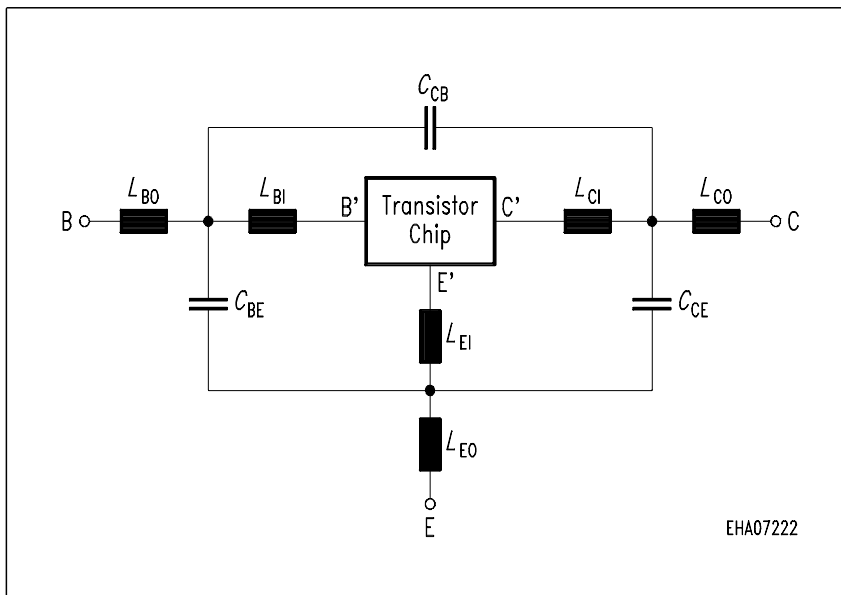 C_CB
L_BO
L_BI
B'
Transistor
Chip
C'
L_CI
L_CO
B
C
E'
C_BE
C_CE
L_EI
L_EO
E
EHA07222